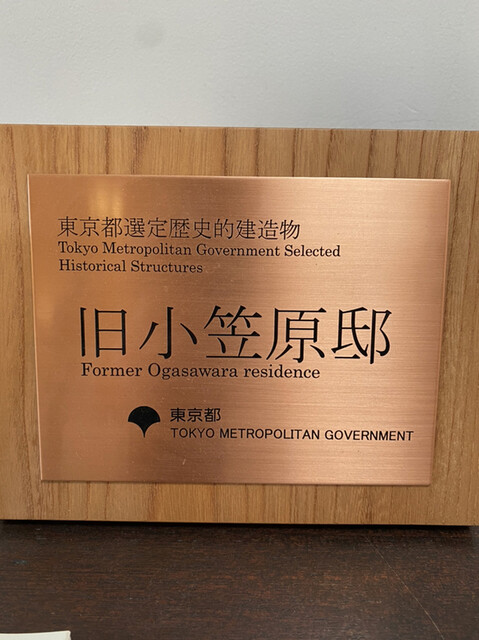 東京都選定歴史的建造物
Tokyo Metropolitan Government Selected
Historical Structures
旧小笠原邸
Former Ogasawara residence
東京都
TOKYO METROPOLITAN GOVERNMENT